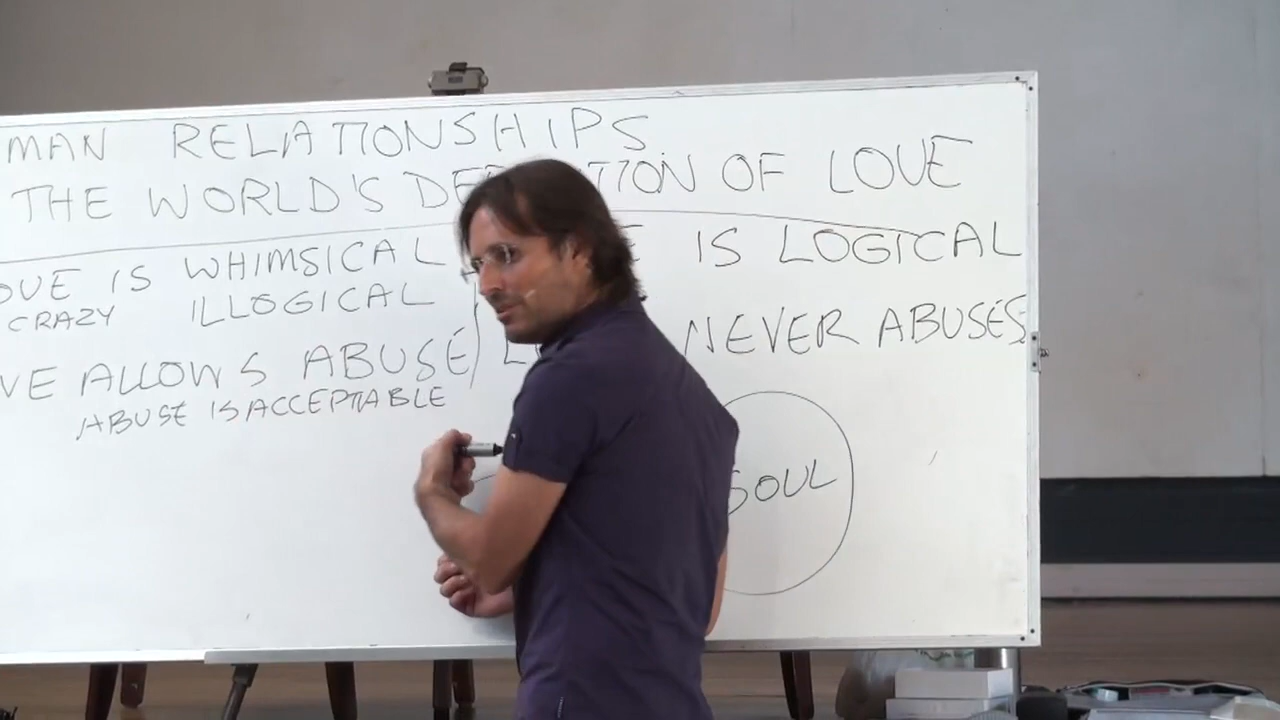 MAN RELATIONSHIPS
THE WORLD'S DEF TION OF LOVE
OVE IS WHIMSICAL
CRAZY ILLOGICAL
VE ALLOWS ABUSE
ABUSE IS ACCEPTABLE
E IS LOGICAL
L NEVER ABUSES
SOUL